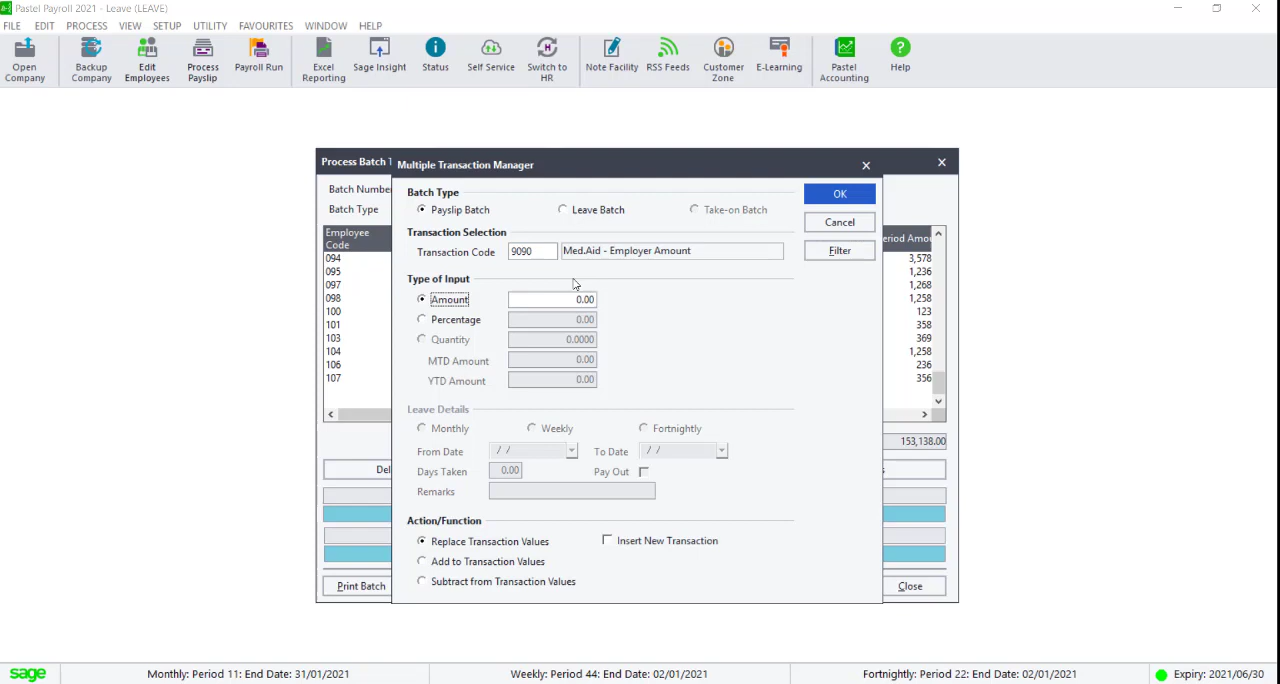 Pastel Payroll 2021 - Leave (LEAVE)
FILE EDIT PROCESS VIEW SETUP UTILITY FAVOURITES WINDOW HELP
Open Company
Backup Company
Edit Employees
Process Payslip
Payroll Run
Excel Reporting
Sage Insight
Status
Self Service
Switch to HR
Note Facility
RSS Feeds
Customer Zone
E-Learning
Pastel Accounting
Help
Process Batch
Batch Number
Batch Type
Employee Code
094
095
097
098
100
101
103
104
106
107
Del
Print Batch
Multiple Transaction Manager
Batch Type
Payslip Batch Leave Batch Take-on Batch
Transaction Selection
Transaction Code 9090 Med.Aid - Employer Amount
Type of Input
Amount 0.00
Percentage 0.00
Quantity 0.0000
MTD Amount 0.00
YTD Amount 0.00
Leave Details
Monthly Weekly Fortnightly
From Date / / To Date / /
Days Taken 0.00 Pay Out
Remarks
Action/Function
Replace Transaction Values Insert New Transaction
Add to Transaction Values
Subtract from Transaction Values
OK
Cancel
Filter
eriod Amou
3,578
1,236
1,268
1,258
123
358
369
1,258
236
356
153,138.00
s
Close
sage Monthly: Period 11: End Date: 31/01/2021 Weekly: Period 44: End Date: 02/01/2021 Fortnightly: Period 22: End Date: 02/01/2021 Expiry: 2021/06/30